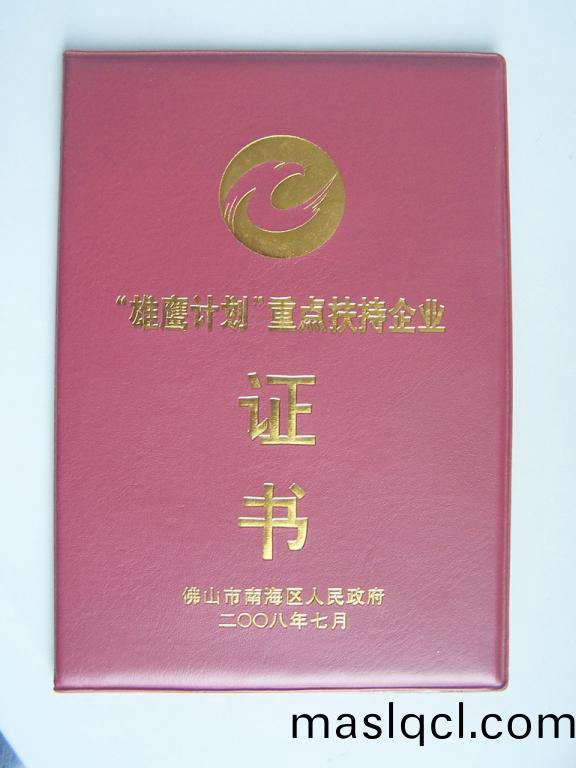 “雄鹰计划”重点扶持企业
证
书
佛山市南海区人民政府
二〇〇八年七月
maslqcl.com